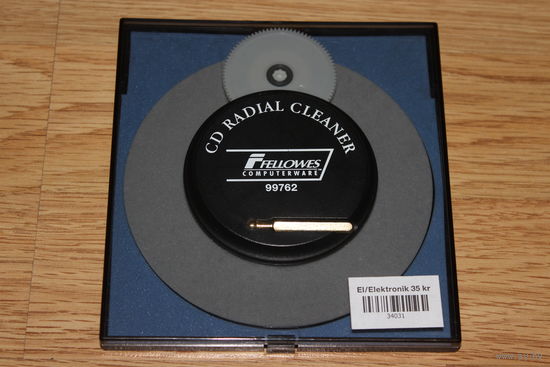 CD RADIAL CLEANER
FELLOWES
COMPUTERWARE
99762
El/Elektronik 35 kr
34031